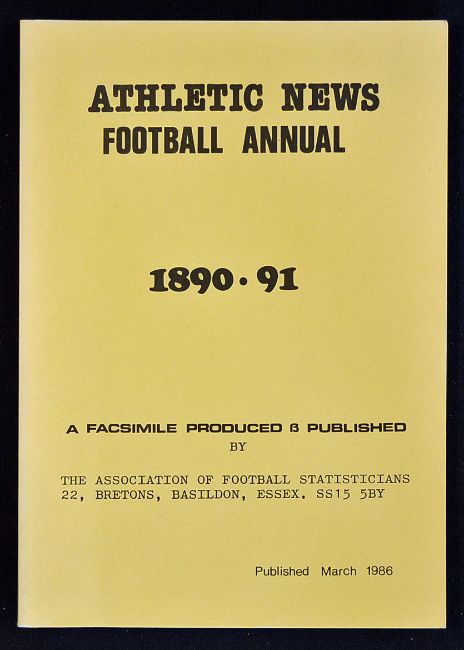 ATHLETIC NEWS
FOOTBALL ANNUAL
1890·91
A FACSIMILE PRODUCED ß PUBLISHED
BY
THE ASSOCIATION OF FOOTBALL STATISTICIANS
22, BRETONS, BASILDON, ESSEX. SS15 5BY
Published March 1986